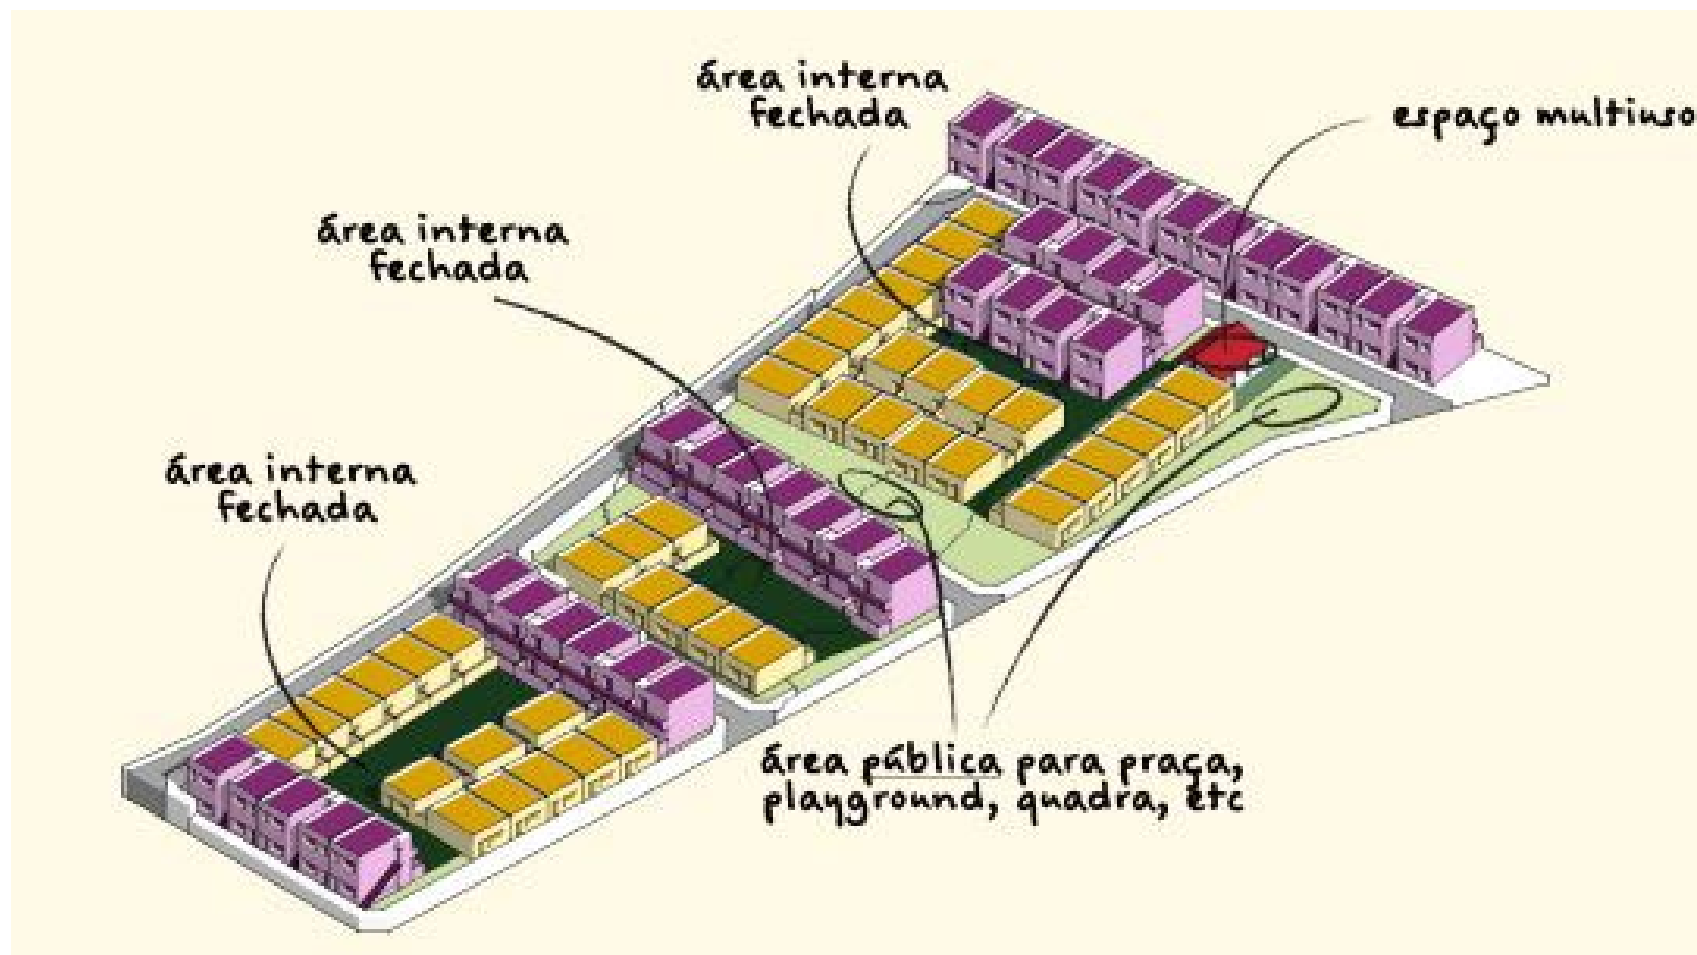 área interna
fechada
espaço multiuso
área interna
fechada
área interna
fechada
área pública para praça,
playground, quadra, etc